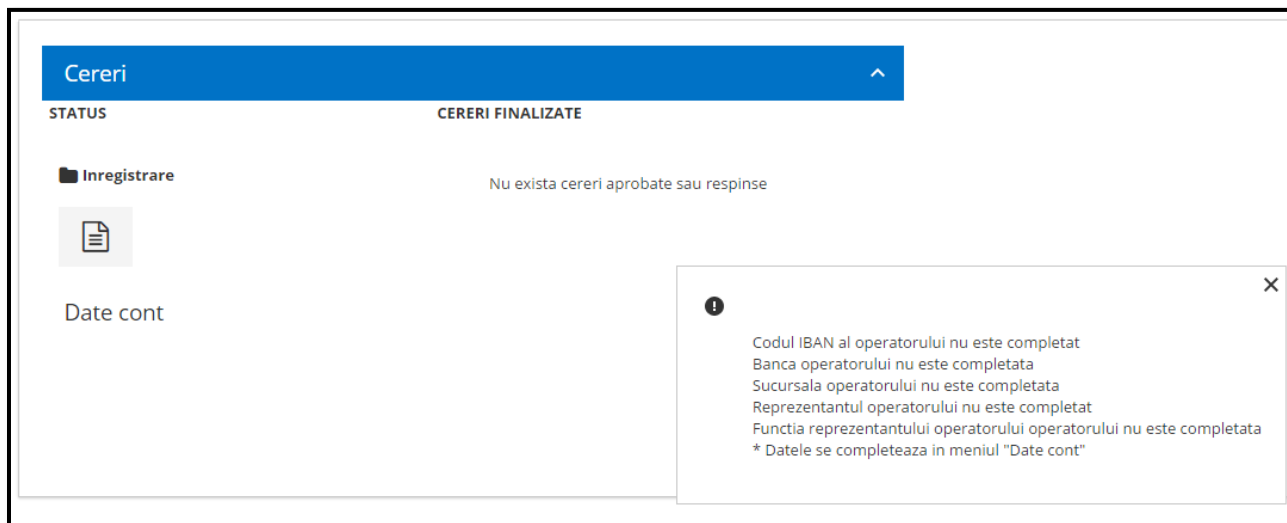 Cereri
STATUS
CERERI FINALIZATE
Inregistrare
Nu exista cereri aprobate sau respinse
Date cont
Codul IBAN al operatorului nu este completat
Banca operatorului nu este completata
Sucursala operatorului nu este completata
Reprezentantul operatorului nu este completat
Functia reprezentantului operatorului operatorului nu este completata
* Datele se completeaza in meniul "Date cont"